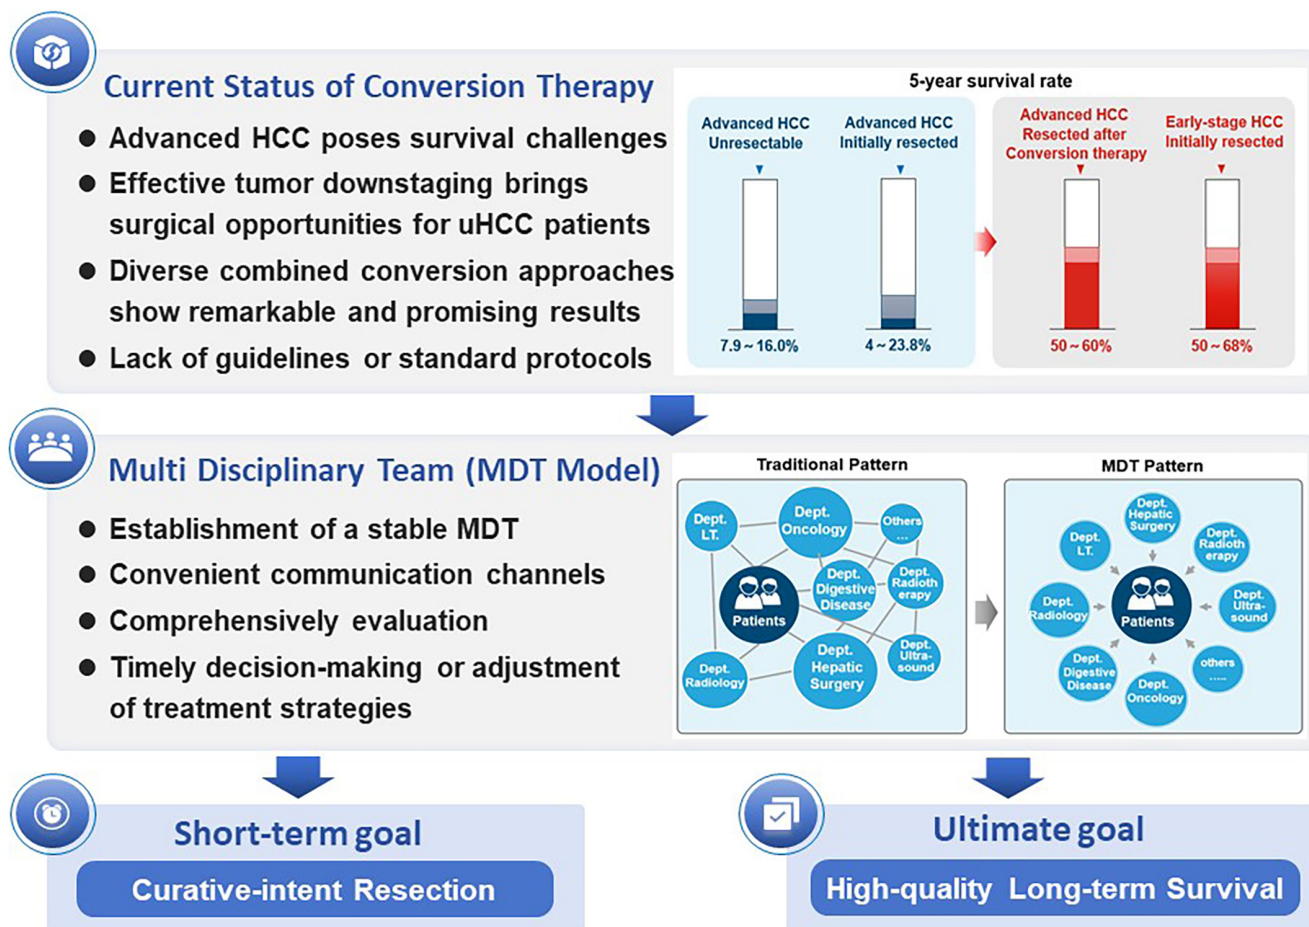 Current Status of Conversion Therapy
Advanced HCC poses survival challenges
Effective tumor downstaging brings
surgical opportunities for uHCC patients
Diverse combined conversion approaches
show remarkable and promising results
Lack of guidelines or standard protocols
5-year survival rate
Advanced HCC
Unresectable
7.9 ~ 16.0%
Advanced HCC
Initially resected
4 ~ 23.8%
Advanced HCC
Resected after
Conversion therapy
50 ~ 60%
Early-stage HCC
Initially resected
50 ~ 68%
Multi Disciplinary Team (MDT Model)
Establishment of a stable MDT
Convenient communication channels
Comprehensively evaluation
Timely decision-making or adjustment
of treatment strategies
Traditional Pattern
Dept.
LT.
Dept.
Oncology
Others
...
Dept.
Digestive
Disease
Dept.
Radioth
erapy
Patients
Dept.
Radiology
Dept.
Hepatic
Surgery
Dept.
Ultra-
sound
MDT Pattern
Dept.
Hepatic
Surgery
Dept.
LT.
Dept.
Radioth
erapy
Dept.
Radiology
Patients
Dept.
Ultra-
sound
Dept.
Digestive
Disease
Dept.
Oncology
others
.....
Short-term goal
Curative-intent Resection
Ultimate goal
High-quality Long-term Survival